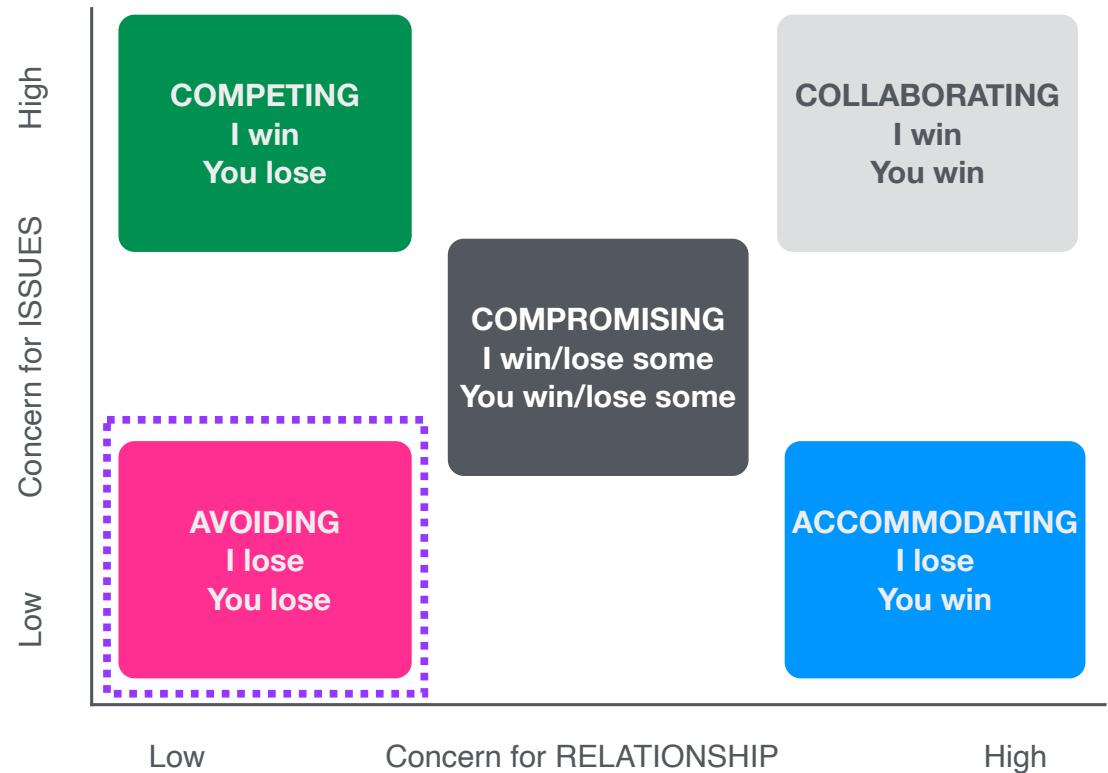 High
COMPETING
I win
You lose
COLLABORATING
I win
You win
Concern for ISSUES
COMPROMISING
I win/lose some
You win/lose some
AVOIDING
I lose
You lose
ACCOMMODATING
I lose
You win
Low
Low
Concern for RELATIONSHIP
High